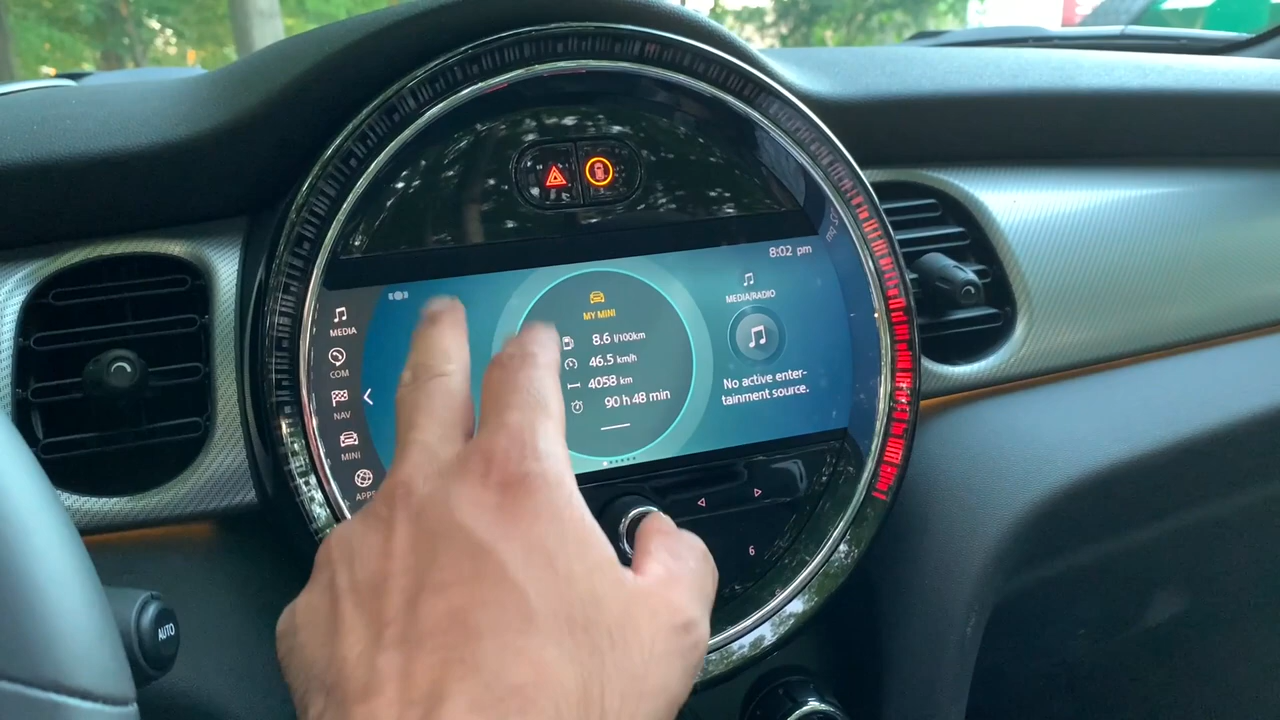 8:02 pm
MEDIA
COM
NAV
MINI
MY MINI
8.6 l/100km
46.5 km/h
4058 km
90 h 48 min
MEDIA/RADIO
No active enter-
tainment source.
6
AUTO